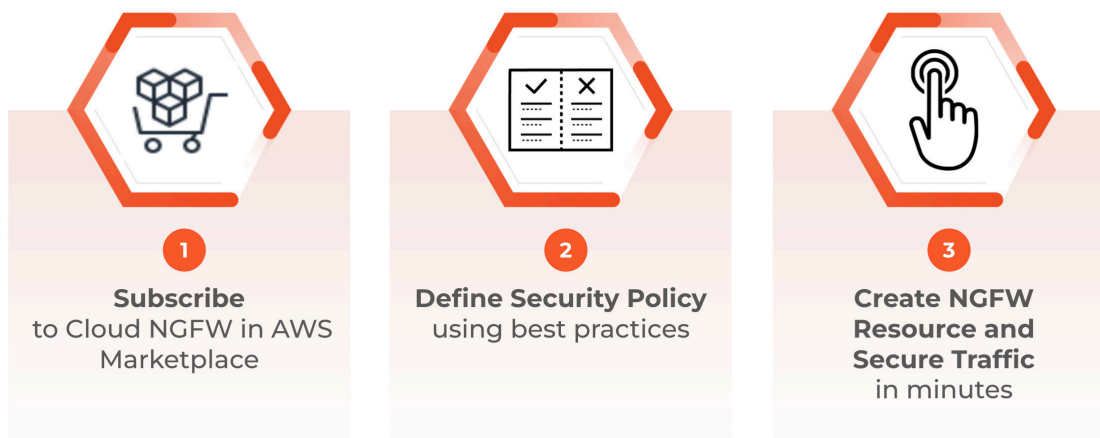 1
Subscribe
to Cloud NGFW in AWS
Marketplace
2
Define Security Policy
using best practices
3
Create NGFW
Resource and
Secure Traffic
in minutes